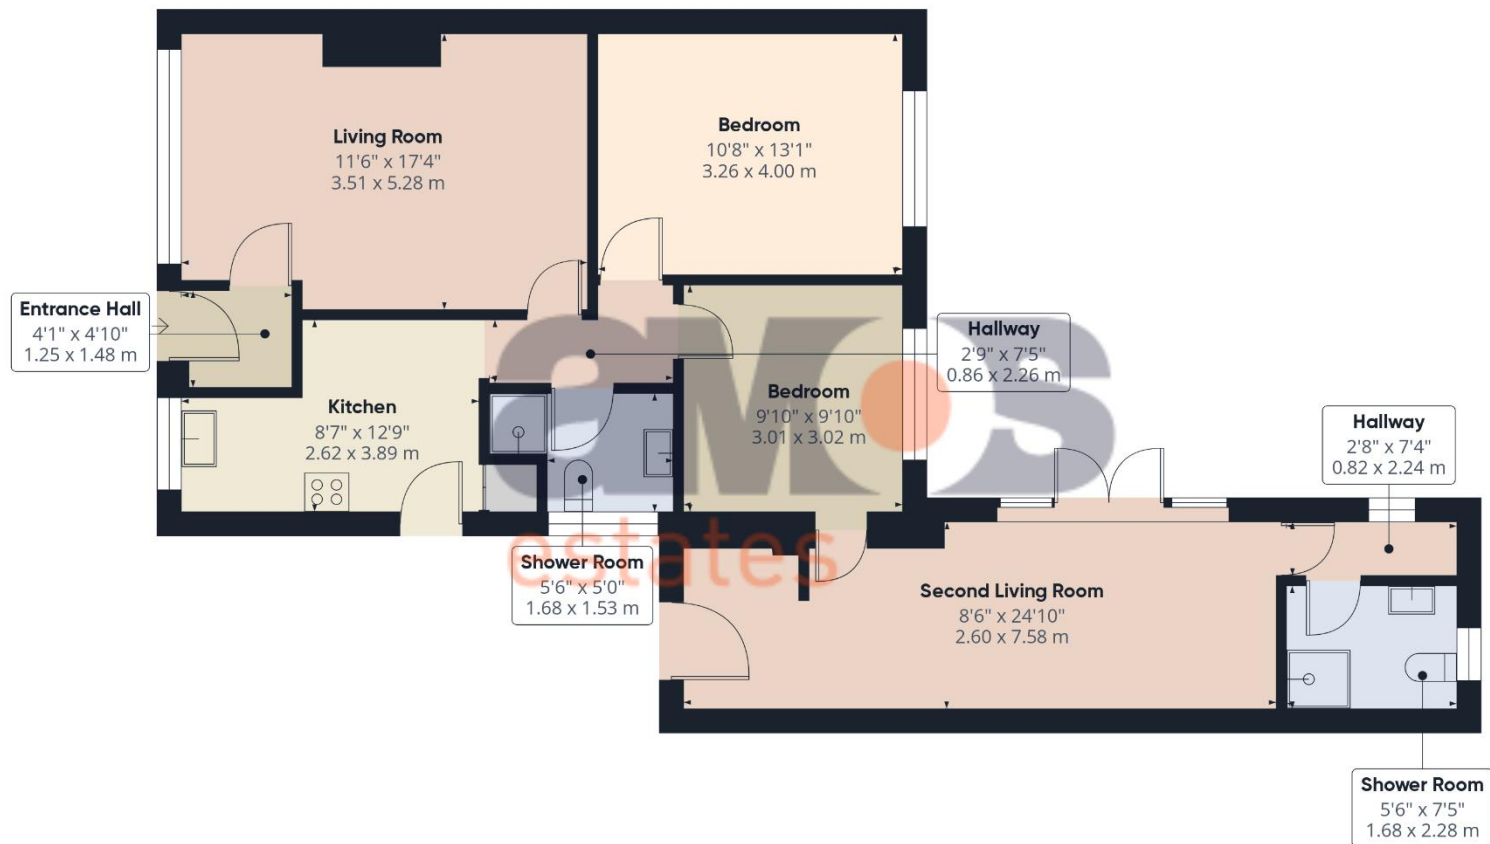 Living Room
11'6" x 17'4"
3.51 x 5.28 m
Bedroom
10'8" x 13'1"
3.26 x 4.00 m
Entrance Hall
4'1" x 4'10"
1.25 x 1.48 m
Hallway
2'9" x 7'5"
0.86 x 2.26 m
Kitchen
8'7" x 12'9"
2.62 x 3.89 m
Bedroom
9'10" x 9'10"
3.01 x 3.02 m
Hallway
2'8" x 7'4"
0.82 x 2.24 m
amos
estates
Shower Room
5'6" x 5'0"
1.68 x 1.53 m
Second Living Room
8'6" x 24'10"
2.60 x 7.58 m
Shower Room
5'6" x 7'5"
1.68 x 2.28 m